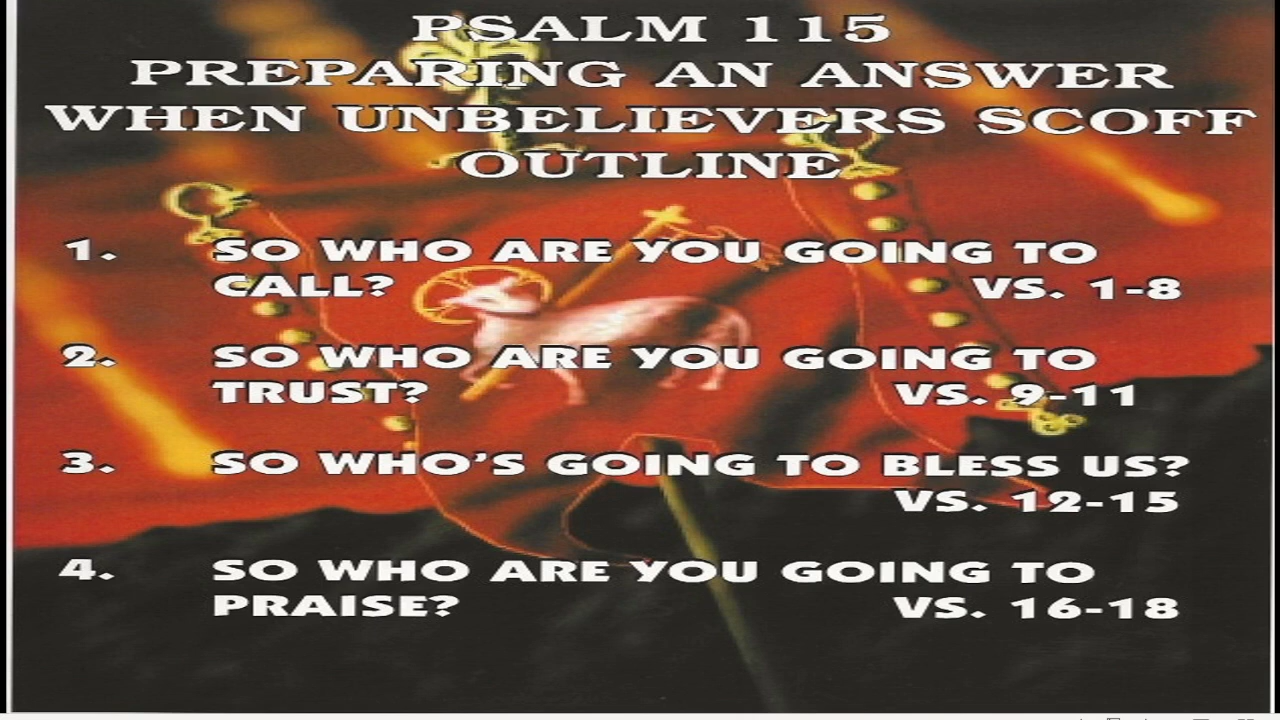 PSALM 115
PREPARING AN ANSWER
WHEN UNBELIEVERS SCOFF
OUTLINE
1. SO WHO ARE YOU GOING TO
CALL? VS. 1-8
2. SO WHO ARE YOU GOING TO
TRUST? VS. 9-11
3. SO WHO'S GOING TO BLESS US?
VS. 12-15
4. SO WHO ARE YOU GOING TO
PRAISE? VS. 16-18